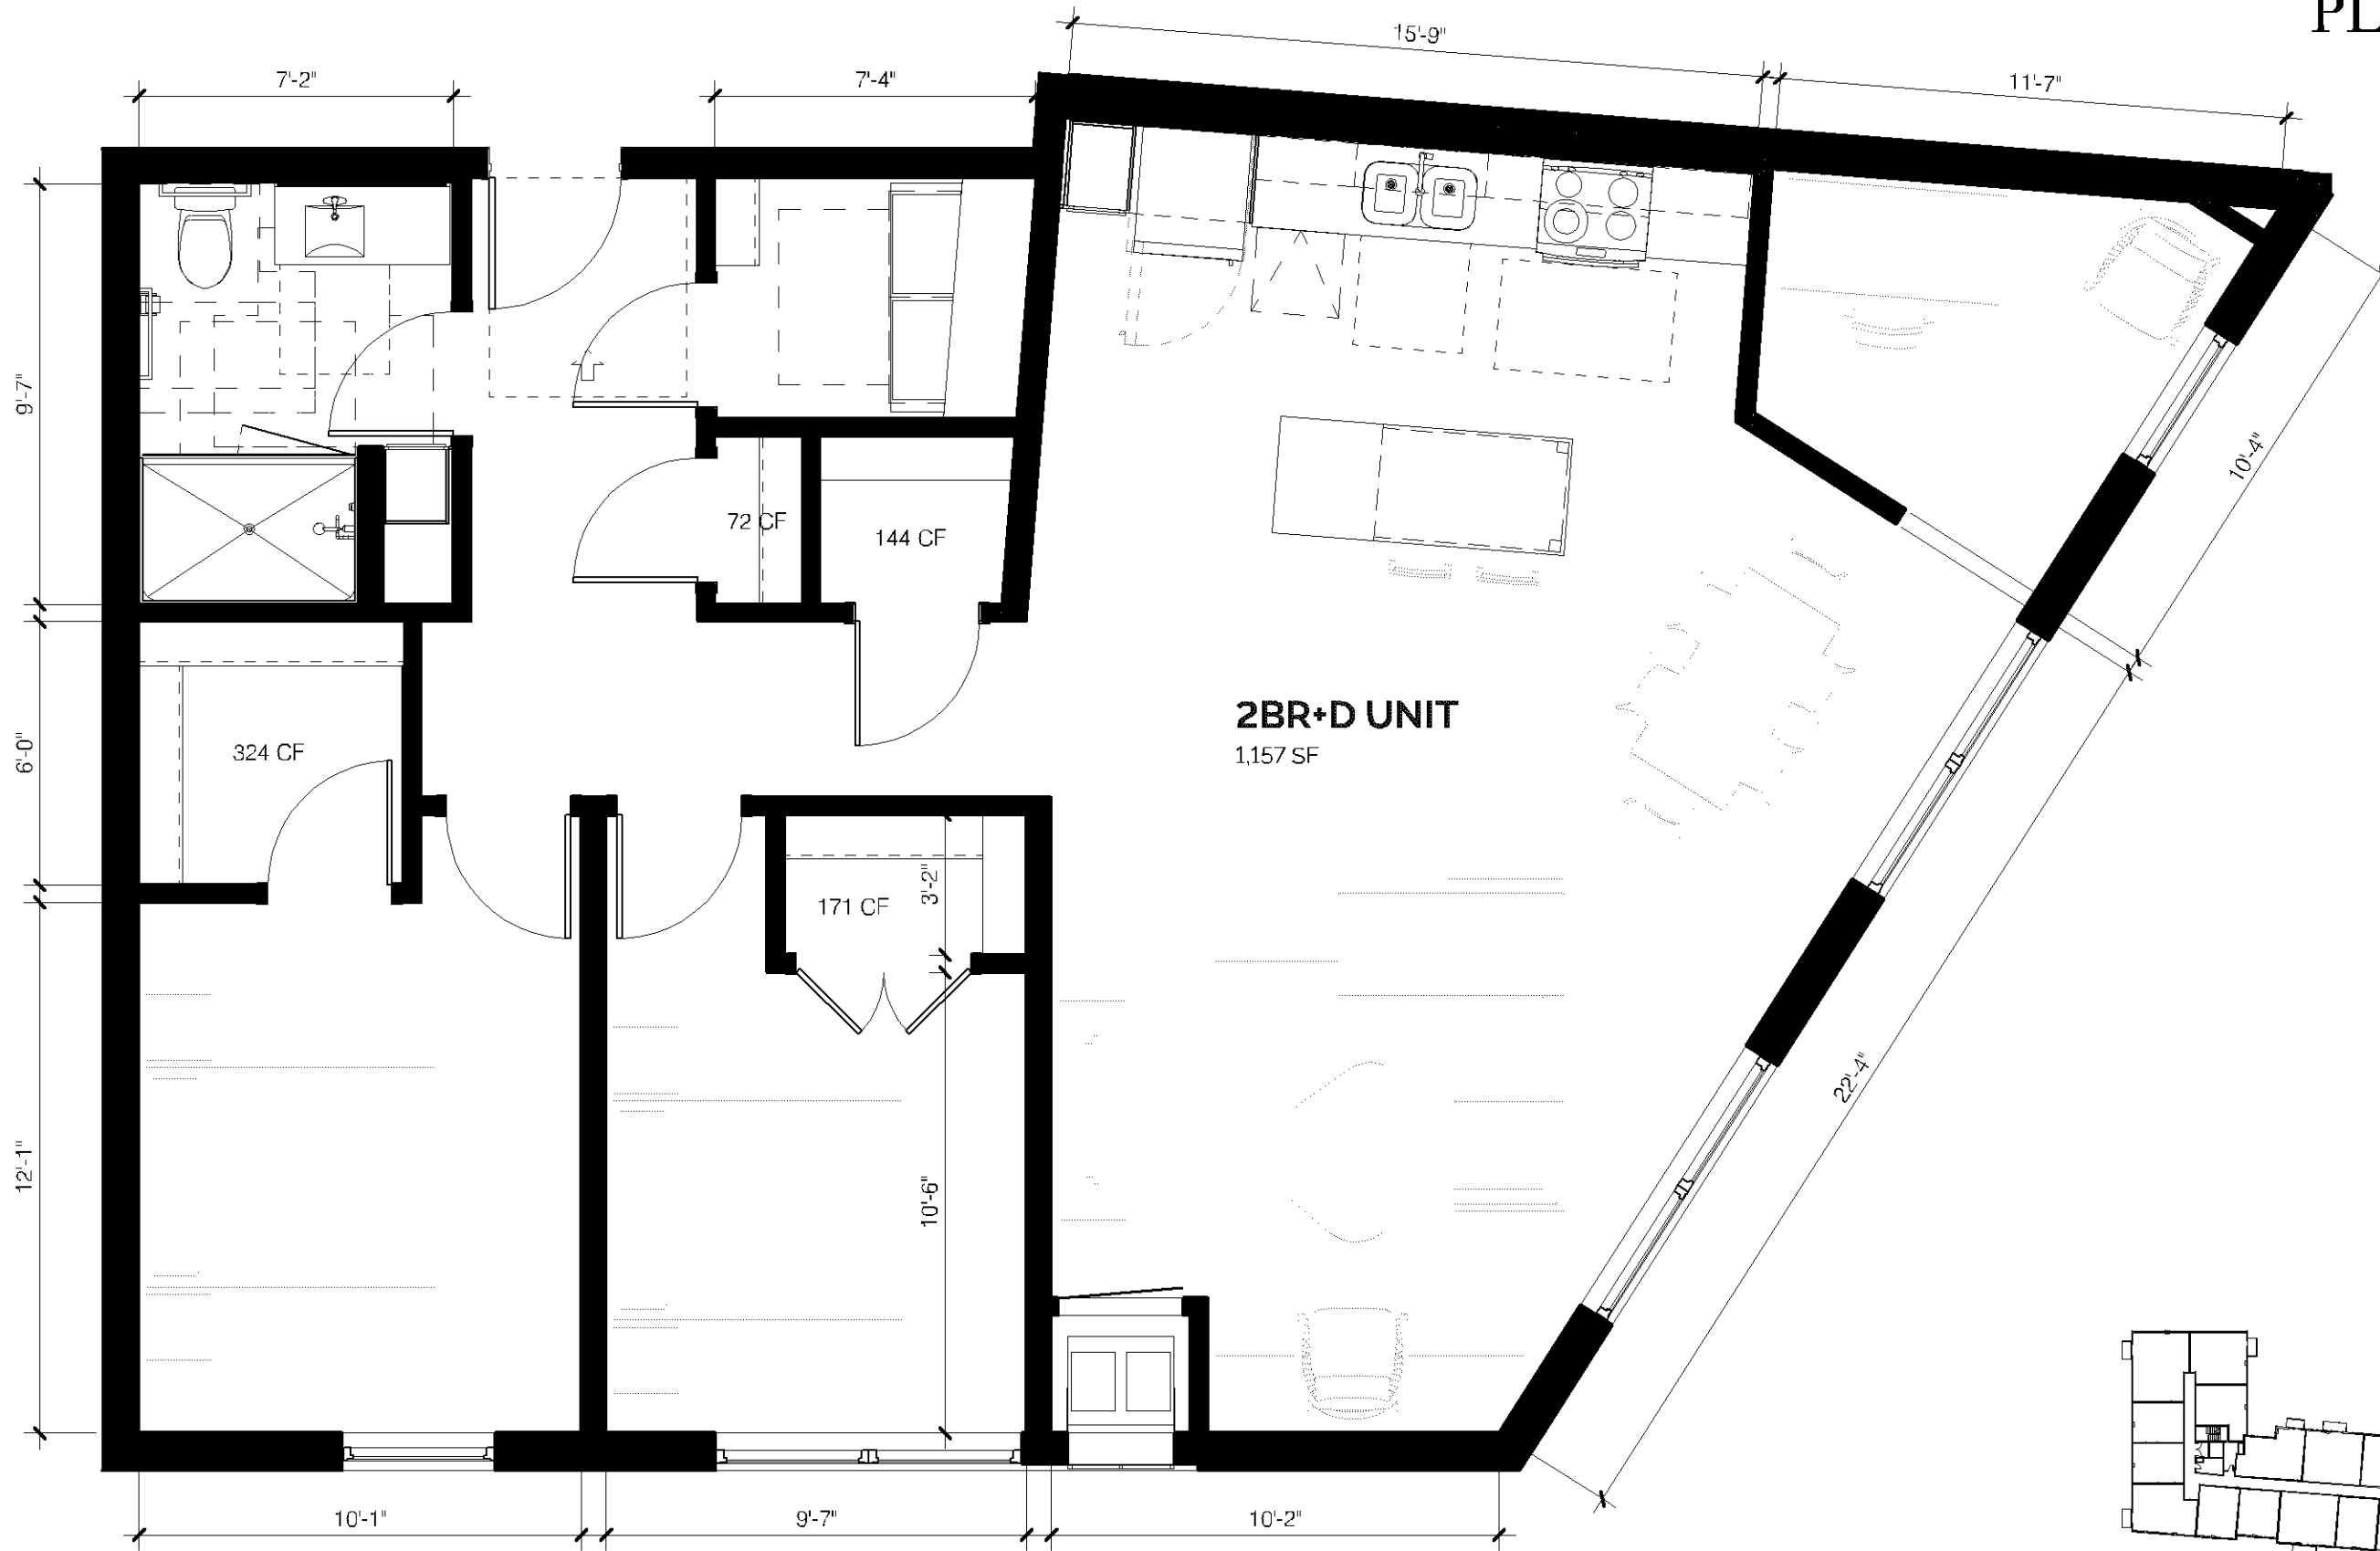 PL
15'-9"
11'-7"
7'-2"
7'-4"
9'-7"
10'-4"
72 CF
144 CF
2BR+D UNIT
1,157 SF
6'-0"
324 CF
3'-2"
171 CF
22'-4"
12'-1"
10'-6"
10'-1"
9'-7"
10'-2"